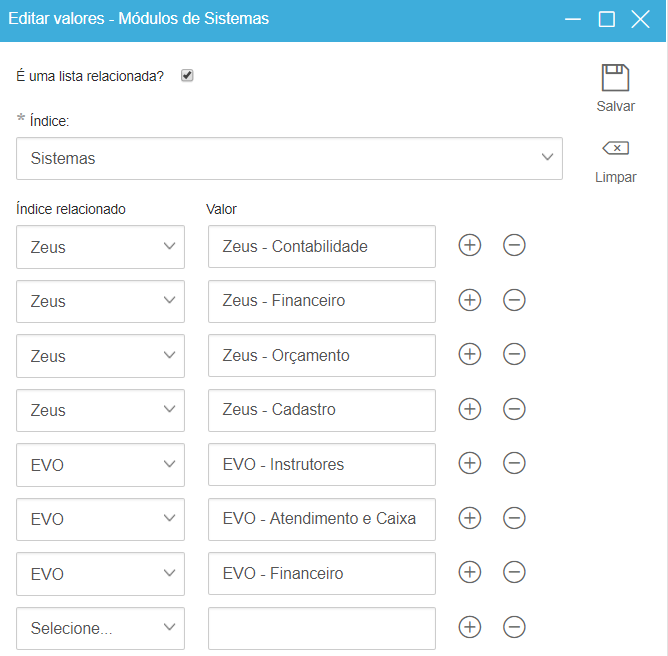 Editar valores - Módulos de Sistemas
É uma lista relacionada?
Salvar
* Índice:
Sistemas
Limpar
Índice relacionado Valor
Zeus Zeus - Contabilidade
Zeus Zeus - Financeiro
Zeus Zeus - Orçamento
Zeus Zeus - Cadastro
EVO EVO - Instrutores
EVO EVO - Atendimento e Caixa
EVO EVO - Financeiro
Selecione...